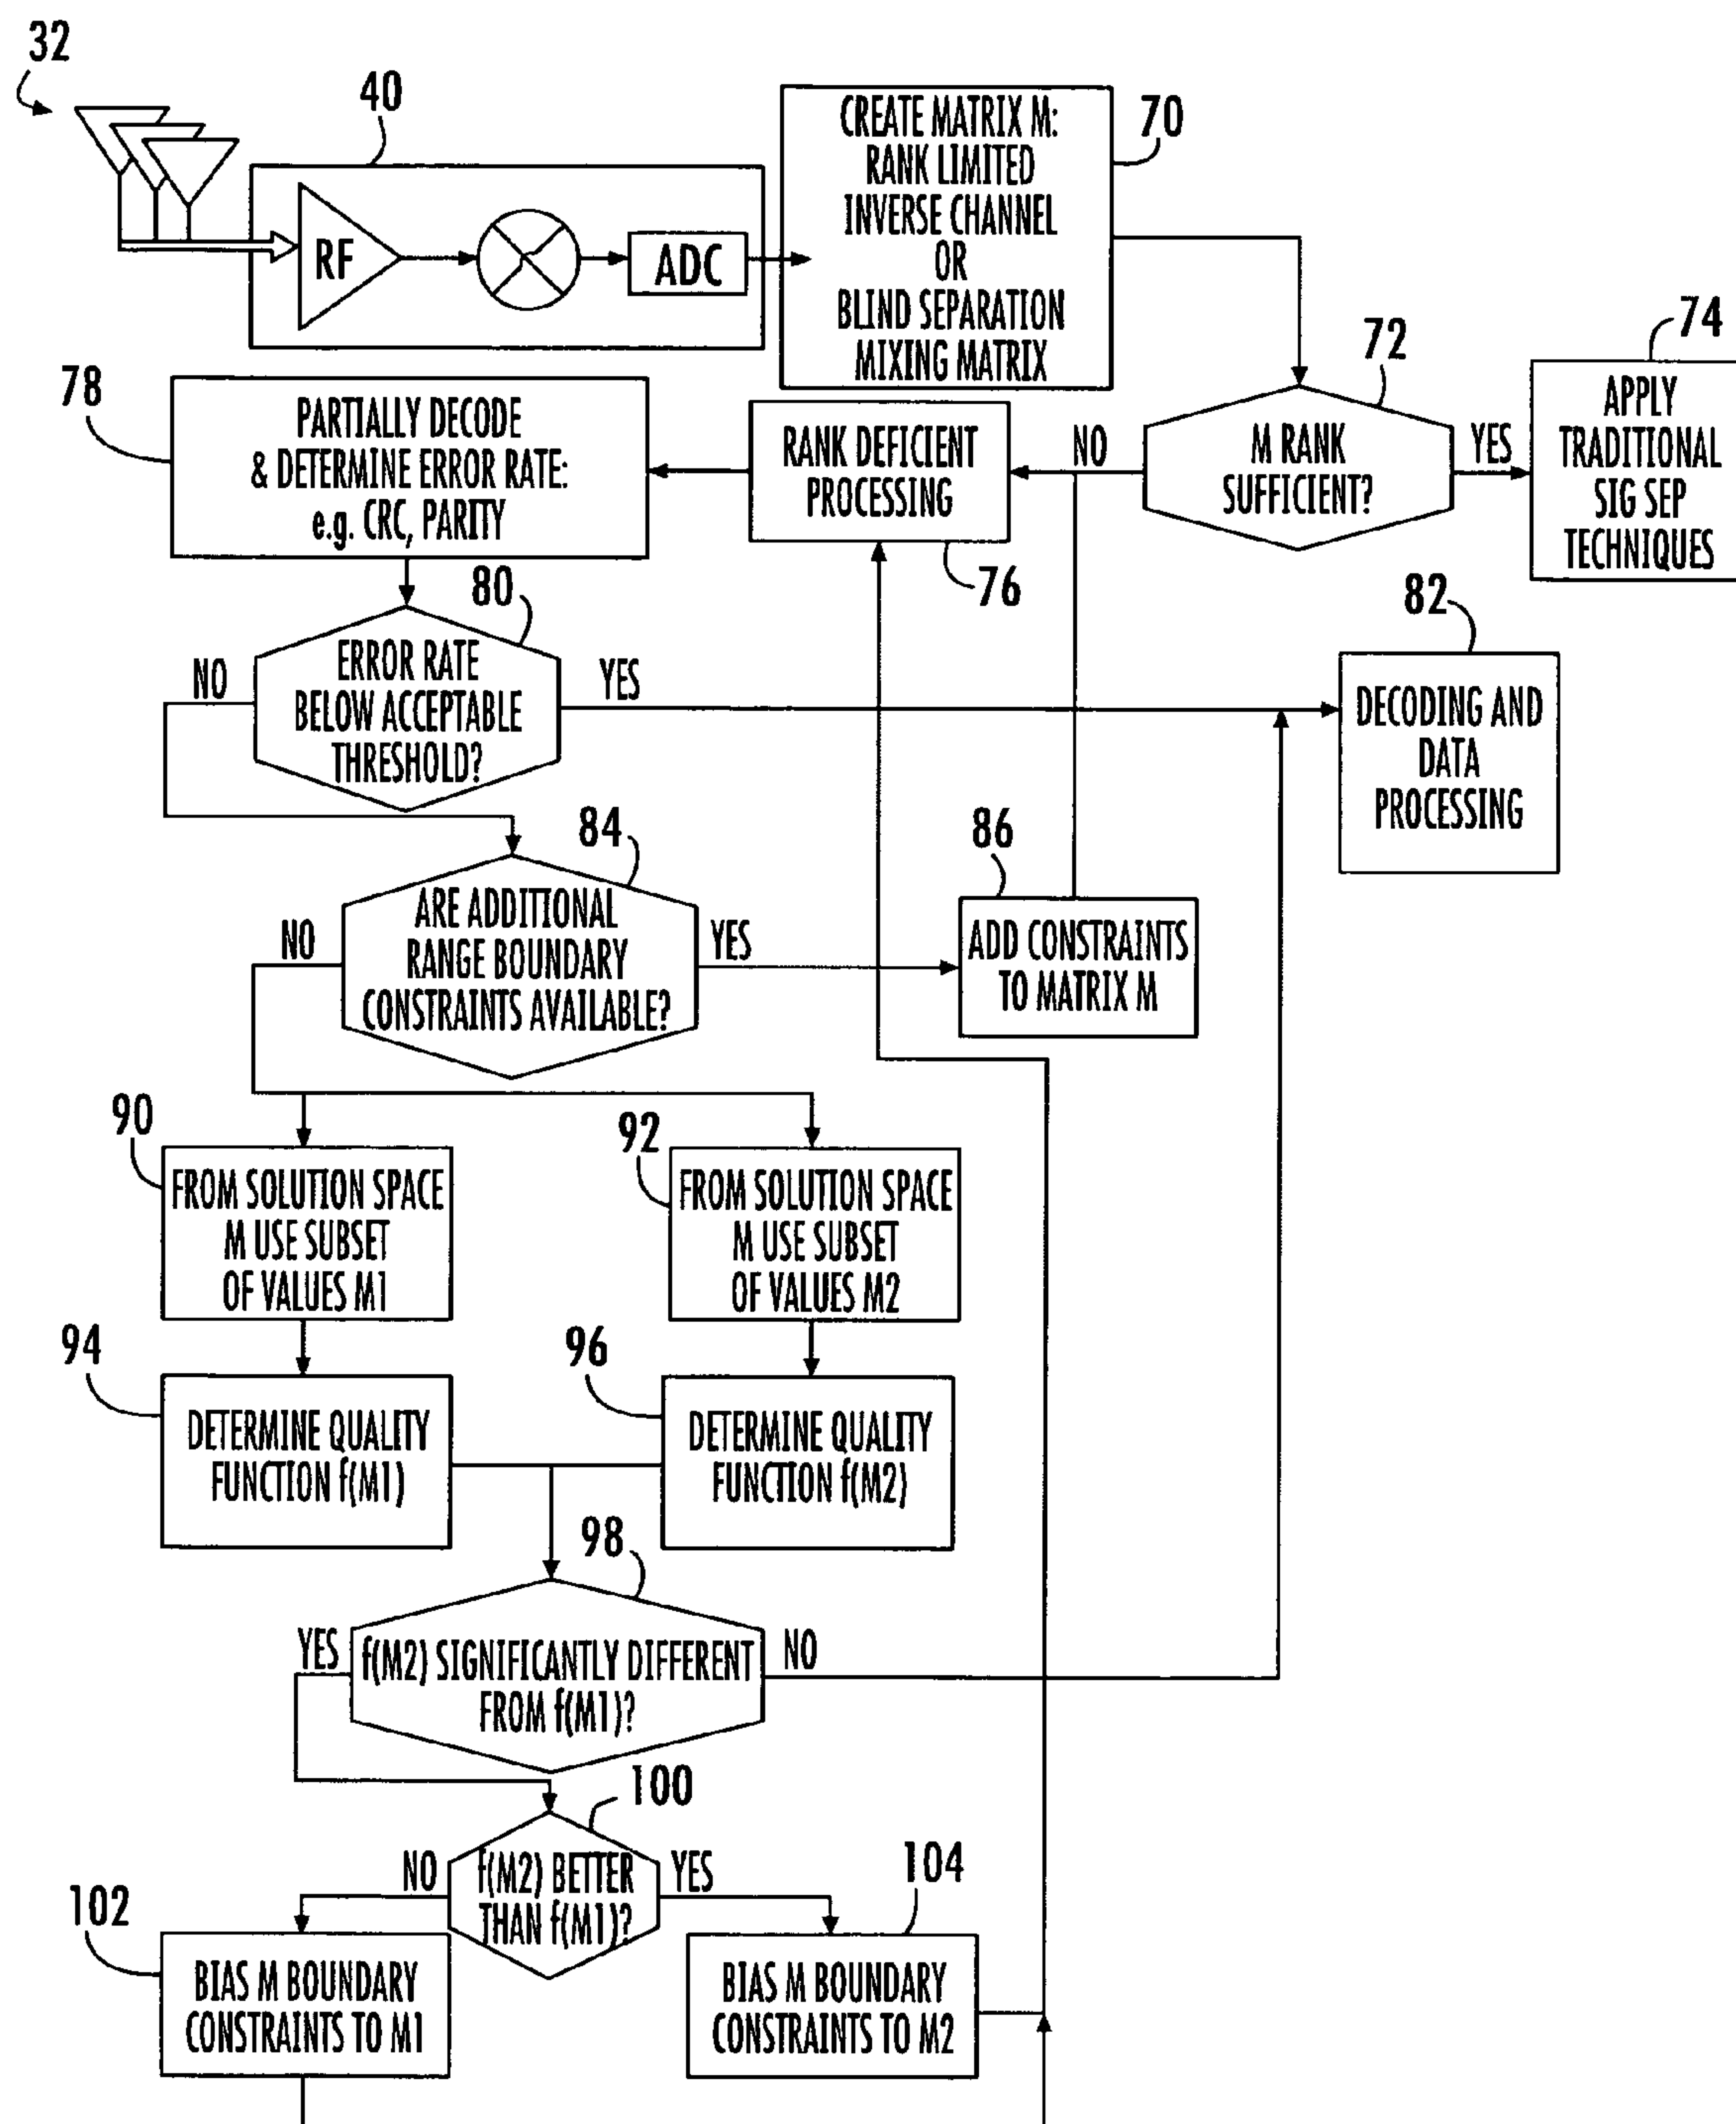 32
40
RF
ADC
CREATE MATRIX M:
RANK LIMITED
INVERSE CHANNEL
OR
BLIND SEPARATION
MIXING MATRIX
70
72
M RANK
SUFFICIENT?
YES
NO
74
APPLY
TRADITIONAL
SIG SEP
TECHNIQUES
RANK DEFICIENT
PROCESSING
76
78
PARTIALLY DECODE
& DETERMINE ERROR RATE:
e.g. CRC, PARITY
80
ERROR RATE
BELOW ACCEPTABLE
THRESHOLD?
NO
YES
82
DECODING AND
DATA
PROCESSING
84
ARE ADDITIONAL
RANGE BOUNDARY
CONSTRAINTS AVAILABLE?
NO
YES
86
ADD CONSTRAINTS
TO MATRIX M
90
FROM SOLUTION SPACE
M USE SUBSET
OF VALUES M1
92
FROM SOLUTION SPACE
M USE SUBSET
OF VALUES M2
94
DETERMINE QUALITY
FUNCTION f(M1)
96
DETERMINE QUALITY
FUNCTION f(M2)
98
YES
f(M2) SIGNIFICANTLY DIFFERENT
FROM f(M1)?
NO
100
NO
f(M2) BETTER
THAN f(M1)?
YES
102
BIAS M BOUNDARY
CONSTRAINTS TO M1
104
BIAS M BOUNDARY
CONSTRAINTS TO M2